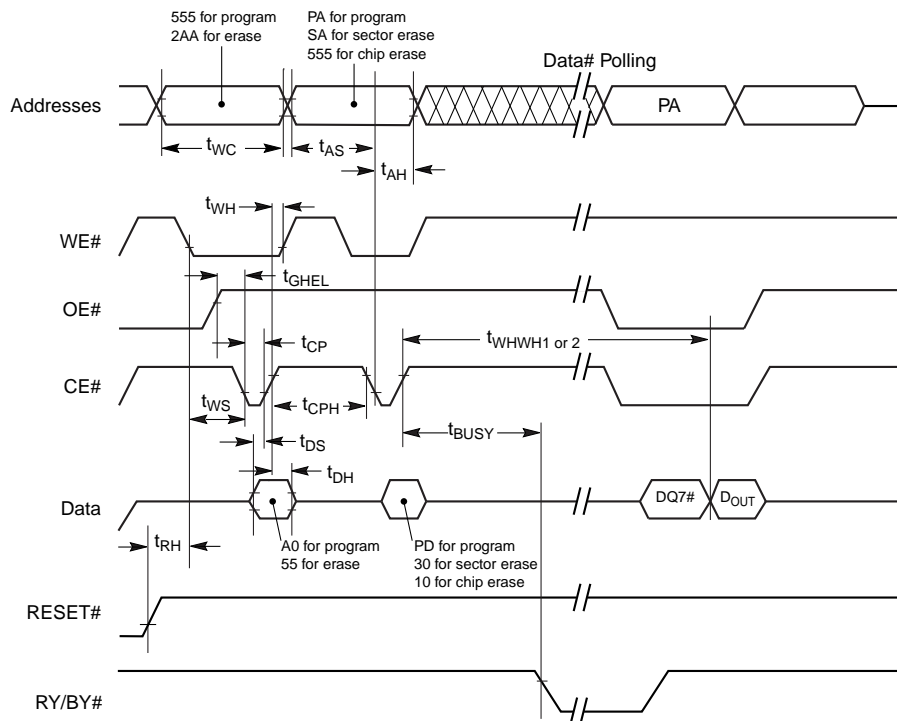 555 for program
2AA for erase
PA for program
SA for sector erase
555 for chip erase
Data# Polling
Addresses
PA
tWC
tAS
tAH
tWH
WE#
tGHEL
OE#
tWHWH1 or 2
tCP
CE#
tWS
tCPH
tBUSY
tDS
tDH
Data
DQ7#
DOUT
tRH
A0 for program
55 for erase
PD for program
30 for sector erase
10 for chip erase
RESET#
RY/BY#